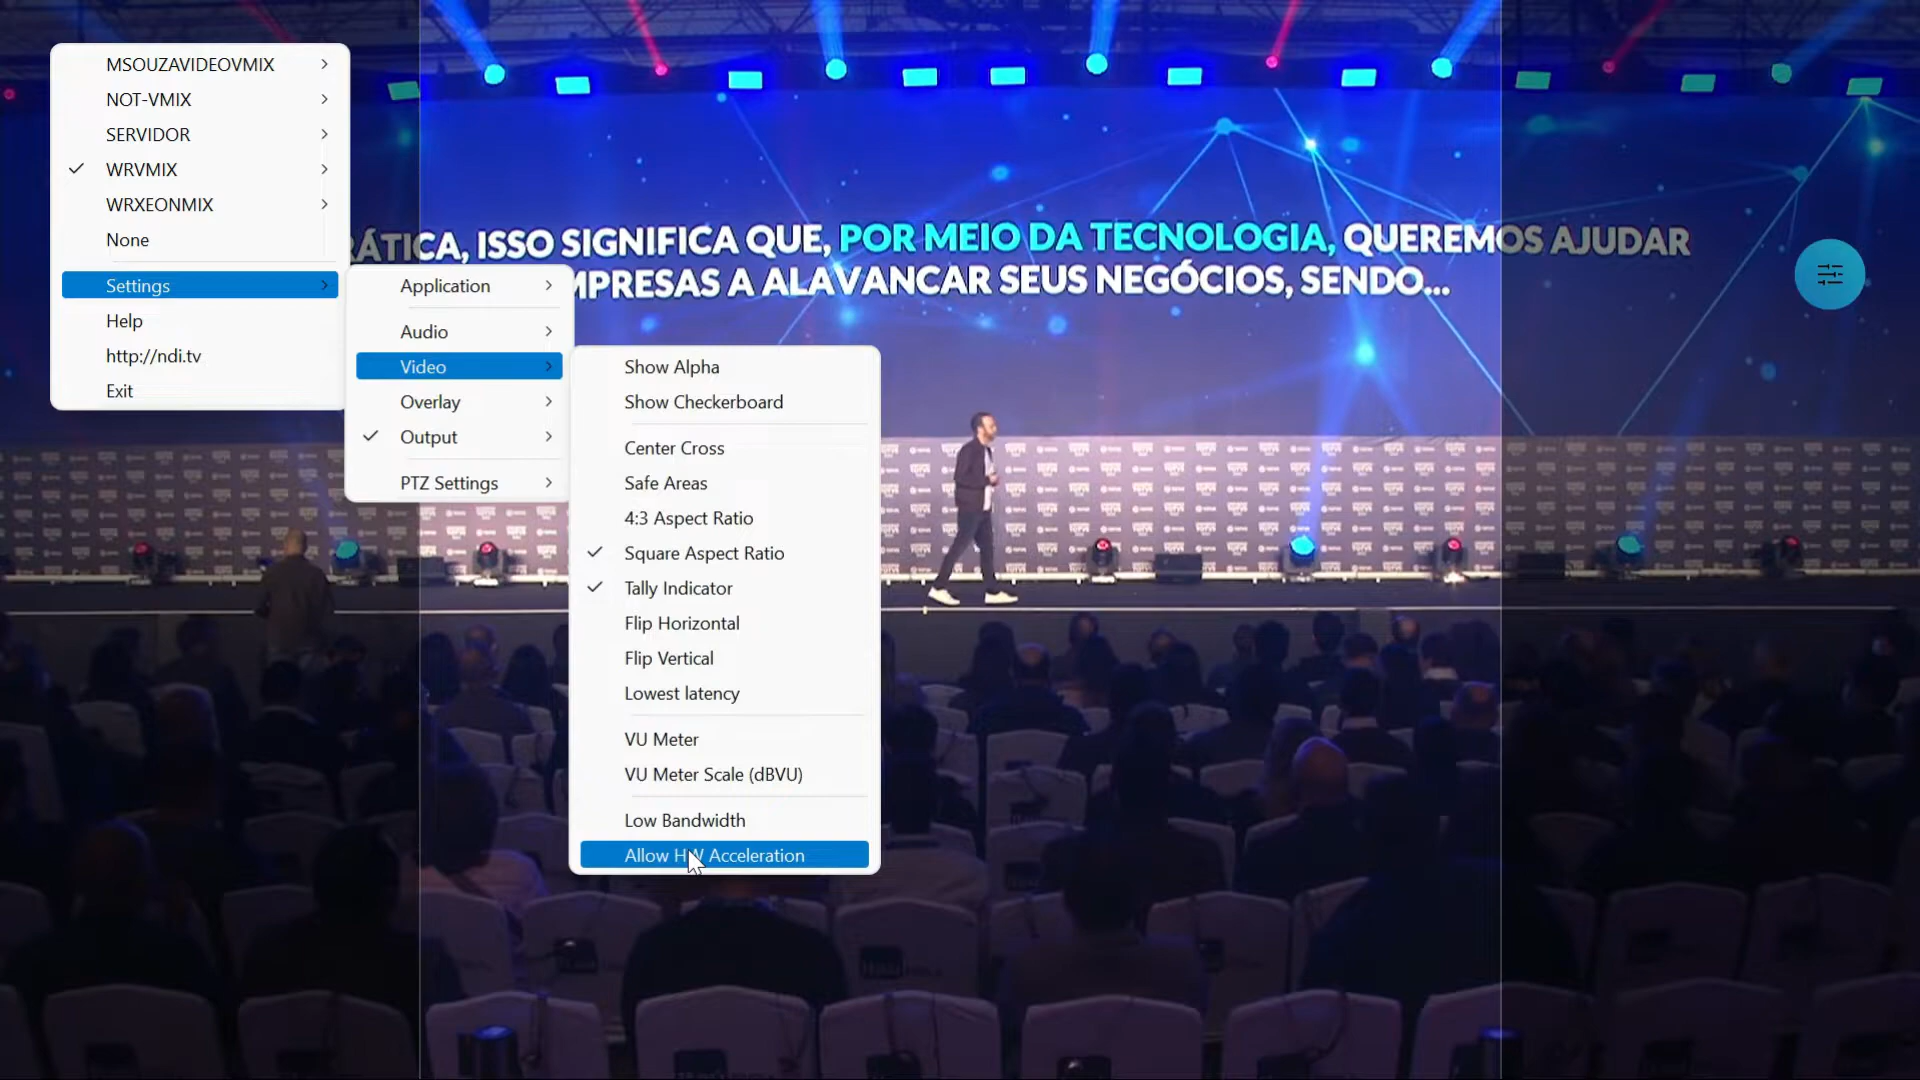 MSOUZAVIDEOVMIX
NOT-VMIX
SERVIDOR
WRVMIX
WRXEONMIX
None
Settings
Help
http://ndi.tv
Exit
Application
Audio
Video
Overlay
Output
PTZ Settings
Show Alpha
Show Checkerboard
Center Cross
Safe Areas
4:3 Aspect Ratio
Square Aspect Ratio
Tally Indicator
Flip Horizontal
Flip Vertical
Lowest latency
VU Meter
VU Meter Scale (dBVU)
Low Bandwidth
Allow HW Acceleration
ISSO SIGNIFICA QUE, POR MEIO DA TECNOLOGIA, QUEREMOS AJUDAR
A ALAVANCAR SEUS NEGÓCIOS, SENDO...